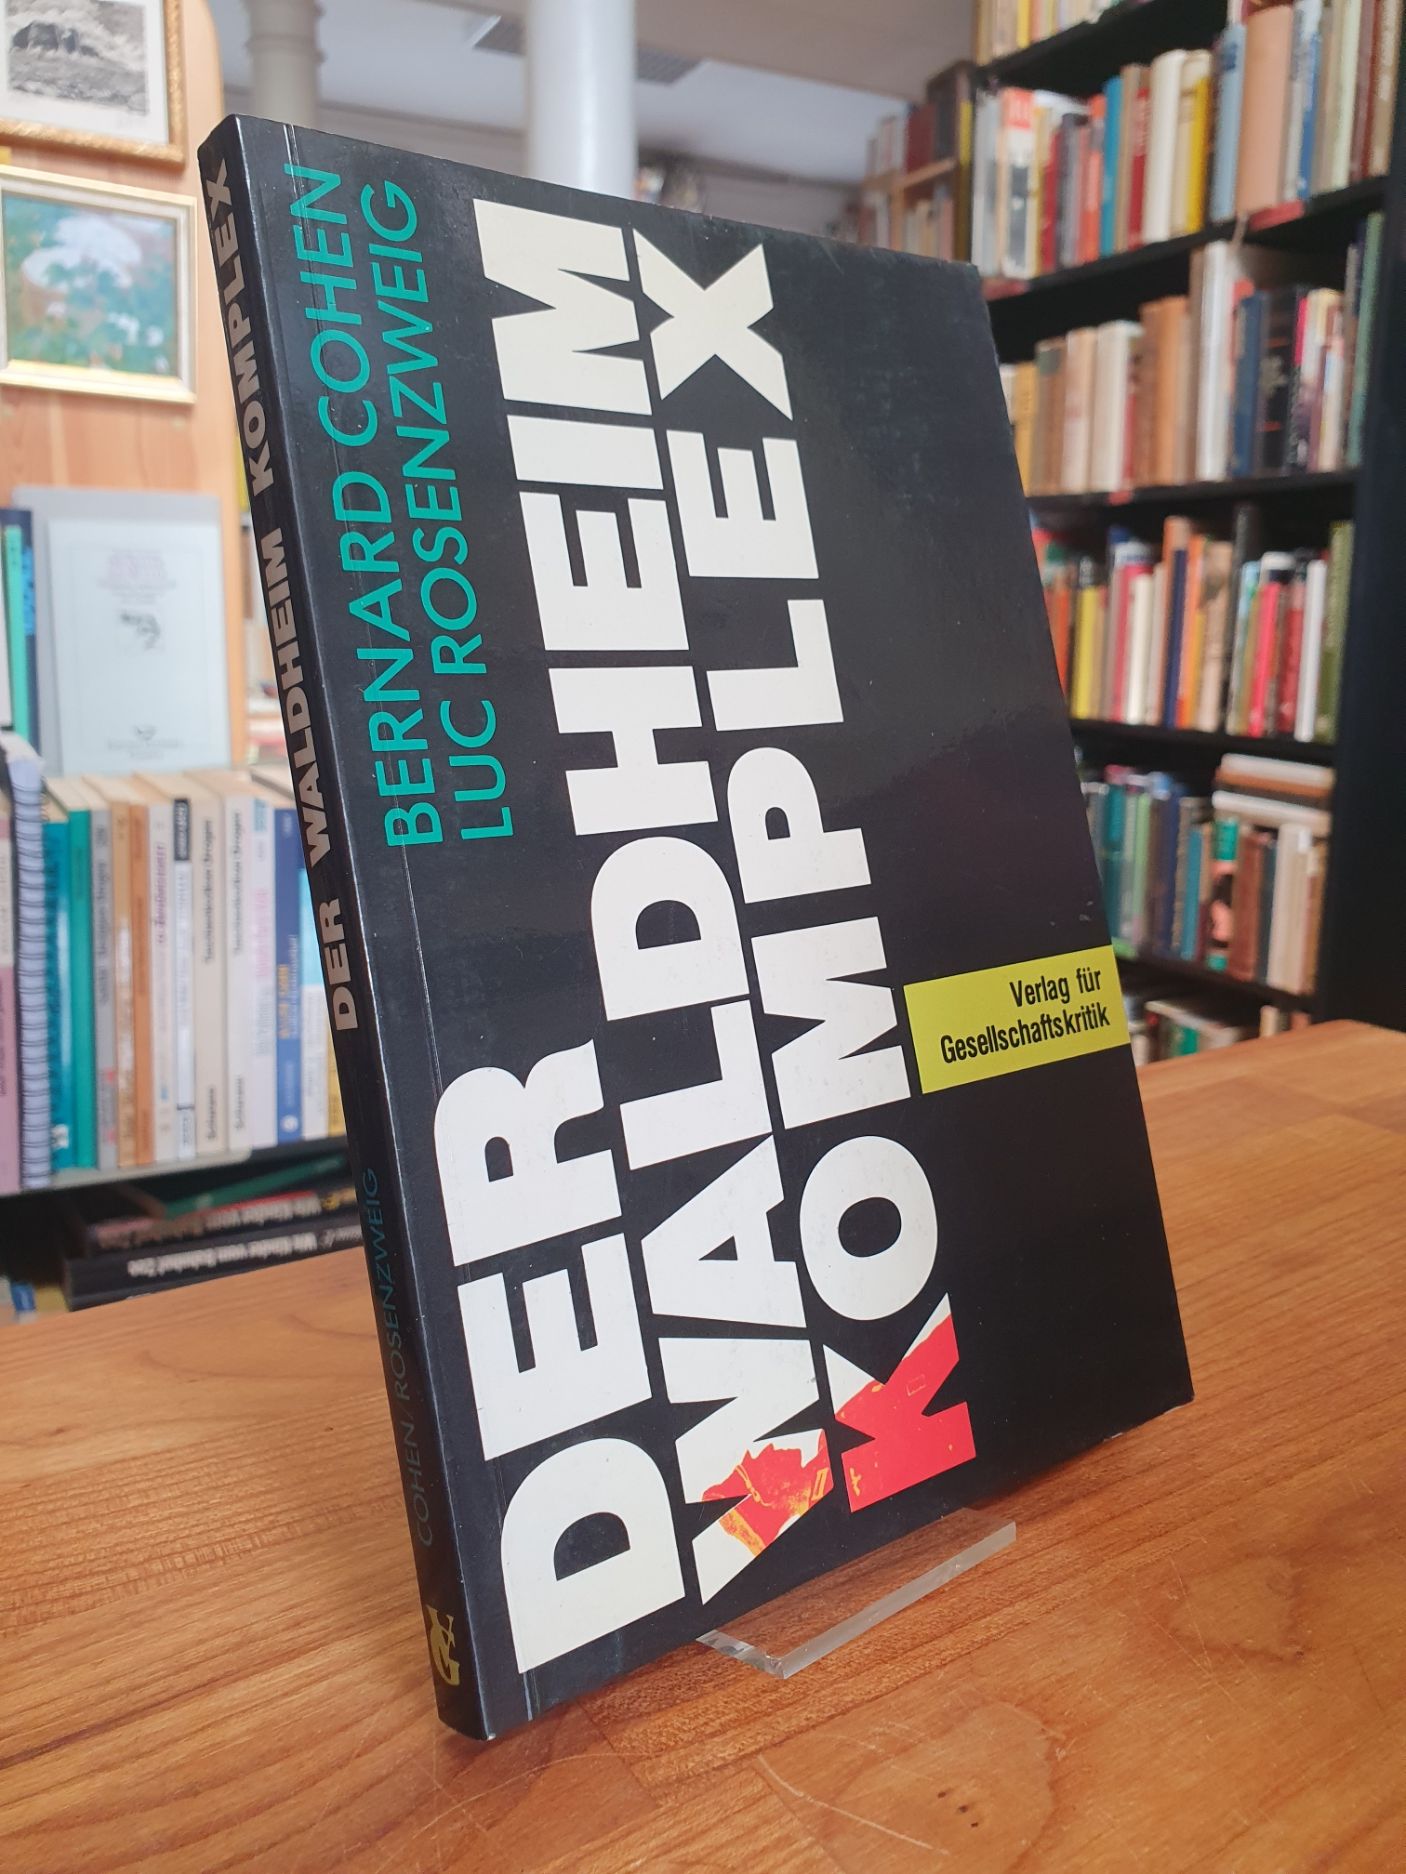 BERNARD COHEN
LUC ROSENZWEIG
DER WALDHEIM
KOMPLEX
Verlag für
Gesellschaftskritik
DER WALDHEIM KOMPLEX
COHEN / ROSENZWEIG